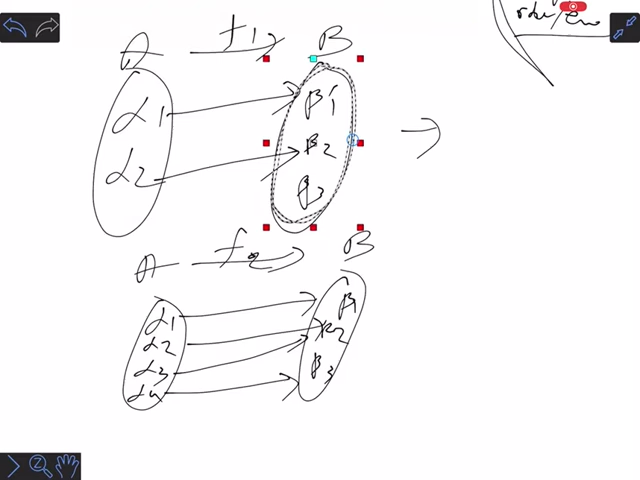 A f1 B
α1 β1
α2 β2
β3
A f2 B
α1 β1
α2 β2
α3 β3
α4